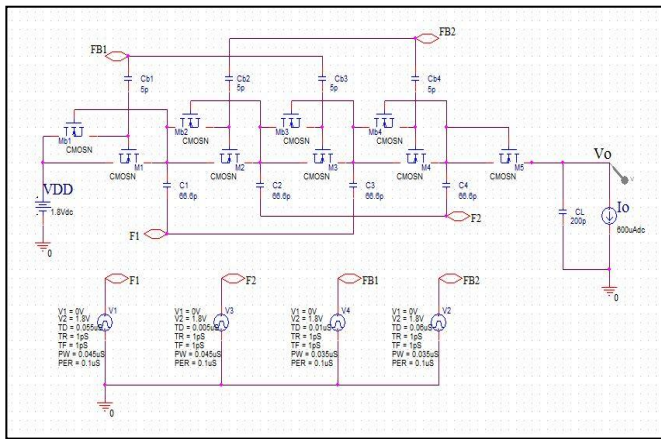 FB1
FB2
Cb1
5p
Cb2
5p
Cb3
5p
Cb4
5p
Mb1
CMOSN
Mb2
CMOSN
Mb3
CMOSN
Mb4
CMOSN
M1
CMOSN
M2
CMOSN
M3
CMOSN
M4
CMOSN
M5
CMOSN
Vo
V
VDD
1.8Vdc
0
C1
66.6p
C2
66.6p
C3
66.6p
C4
66.6p
F1
F2
CL
200p
Io
600uAdc
0
F1
F2
FB1
FB2
V1
V1 = 0V
V2 = 1.8V
TD = 0.055uS
TR = 1pS
TF = 1pS
PW = 0.045uS
PER = 0.1uS
V3
V1 = 0V
V2 = 1.8V
TD = 0.005uS
TR = 1pS
TF = 1pS
PW = 0.045uS
PER = 0.1uS
V4
V1 = 0V
V2 = 1.8V
TD = 0.01uS
TR = 1pS
TF = 1pS
PW = 0.035uS
PER = 0.1uS
V2
V1 = 0V
V2 = 1.8V
TD = 0.06uS
TR = 1pS
TF = 1pS
PW = 0.035uS
PER = 0.1uS
0